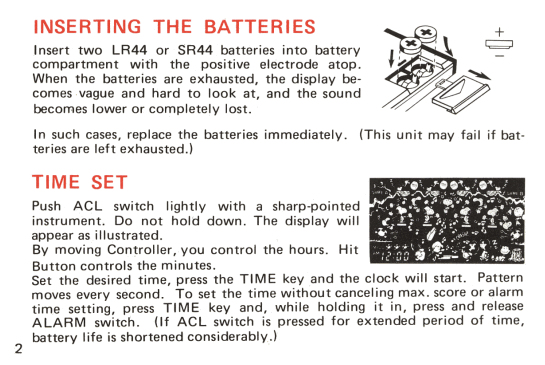 INSERTING THE BATTERIES
Insert two LR44 or SR44 batteries into battery
compartment with the positive electrode atop.
When the batteries are exhausted, the display be-
comes vague and hard to look at, and the sound
becomes lower or completely lost.
+
−
In such cases, replace the batteries immediately. (This unit may fail if bat-
teries are left exhausted.)
TIME SET
Push ACL switch lightly with a sharp-pointed
instrument. Do not hold down. The display will
appear as illustrated.
By moving Controller, you control the hours. Hit
Button controls the minutes.
12:00
Set the desired time, press the TIME key and the clock will start. Pattern
moves every second. To set the time without canceling max. score or alarm
time setting, press TIME key and, while holding it in, press and release
ALARM switch. (If ACL switch is pressed for extended period of time,
battery life is shortened considerably.)
2